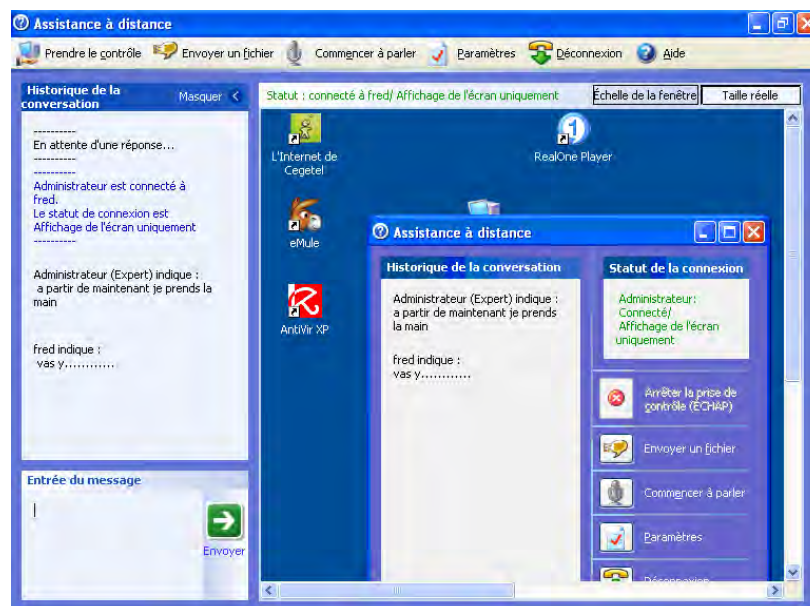 Assistance à distance
Prendre le contrôle
Envoyer un fichier
Commencer à parler
Paramètres
Déconnexion
Aide
Historique de la conversation
Masquer
----------
En attente d'une réponse...
----------
----------
Administrateur est connecté à
fred.
Le statut de connexion est
Affichage de l'écran uniquement
----------
Administrateur (Expert) indique :
a partir de maintenant je prends la
main
fred indique :
vas y............
Entrée du message
Envoyer
Statut : connecté à fred/ Affichage de l'écran uniquement
Échelle de la fenêtre
Taille réelle
L'Internet de
Cegetel
RealOne Player
eMule
AntiVir XP
Assistance à distance
Historique de la conversation
Administrateur (Expert) indique :
a partir de maintenant je prends
la main
fred indique :
vas y............
Statut de la connexion
Administrateur:
Connecté/
Affichage de l'écran
uniquement
Arrêter la prise de
contrôle (ECHAP)
Envoyer un fichier
Commencer à parler
Paramètres
Déconnexion